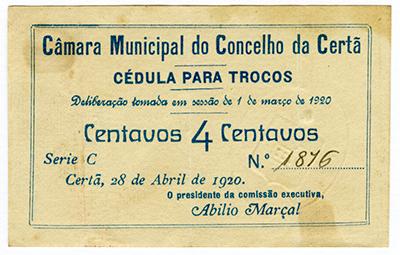 Câmara Municipal do Concelho da Certã
CÉDULA PARA TROCOS
Deliberação tomada em sessão de 1 de março de 1920
Centavos 4 Centavos
Serie C N.º 1876
Certã, 28 de Abril de 1920.
O presidente da comissão executiva,
Abilio Marçal